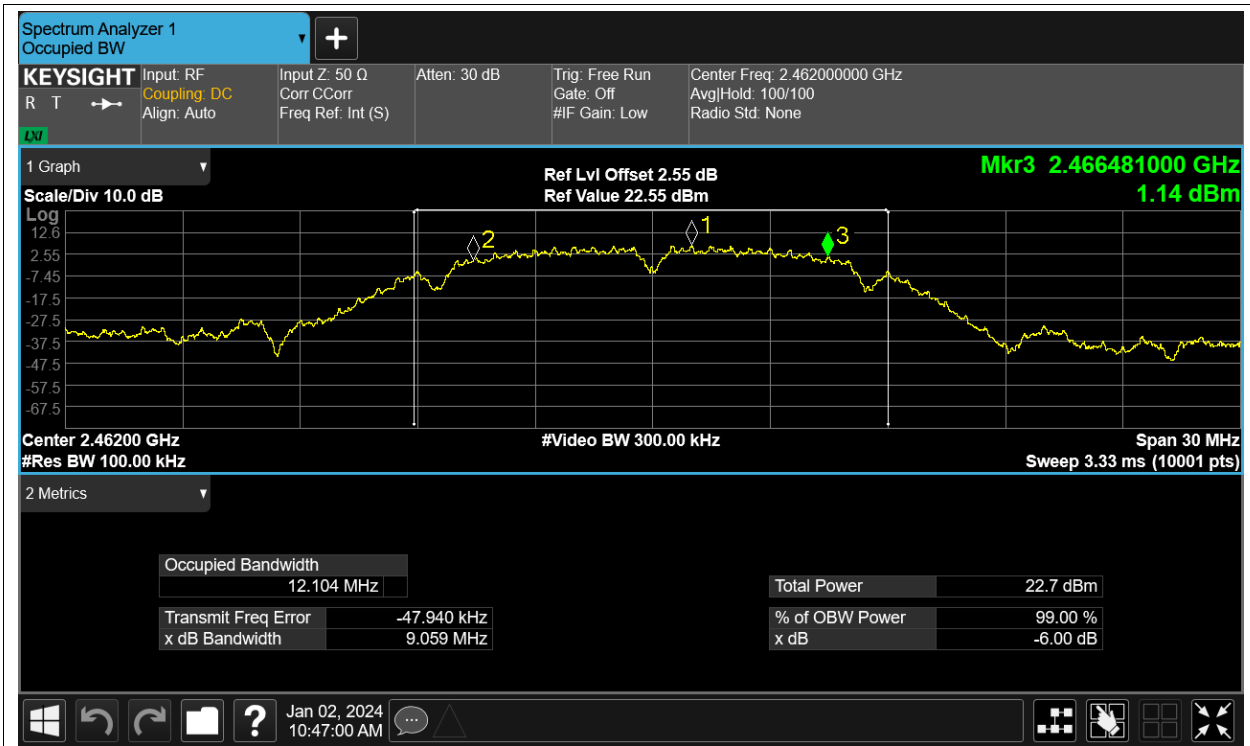 Spectrum Analyzer 1
Occupied BW
KEYSIGHT
R T
LXI
Input: RF
Coupling: DC
Align: Auto
Input Z: 50 Ω
Corr CCorr
Freq Ref: Int (S)
Atten: 30 dB
Trig: Free Run
Gate: Off
#IF Gain: Low
Center Freq: 2.462000000 GHz
Avg|Hold: 100/100
Radio Std: None
1 Graph
Scale/Div 10.0 dB
Ref Lvl Offset 2.55 dB
Ref Value 22.55 dBm
Mkr3 2.466481000 GHz
1.14 dBm
Log
12.6
2.55
-7.45
-17.5
-27.5
-37.5
-47.5
-57.5
-67.5
2
1
3
Center 2.46200 GHz
#Video BW 300.00 kHz
Span 30 MHz
#Res BW 100.00 kHz
Sweep 3.33 ms (10001 pts)
2 Metrics
Occupied Bandwidth
12.104 MHz
Transmit Freq Error -47.940 kHz
x dB Bandwidth 9.059 MHz
Total Power 22.7 dBm
% of OBW Power 99.00 %
x dB -6.00 dB
?
Jan 02, 2024
10:47:00 AM